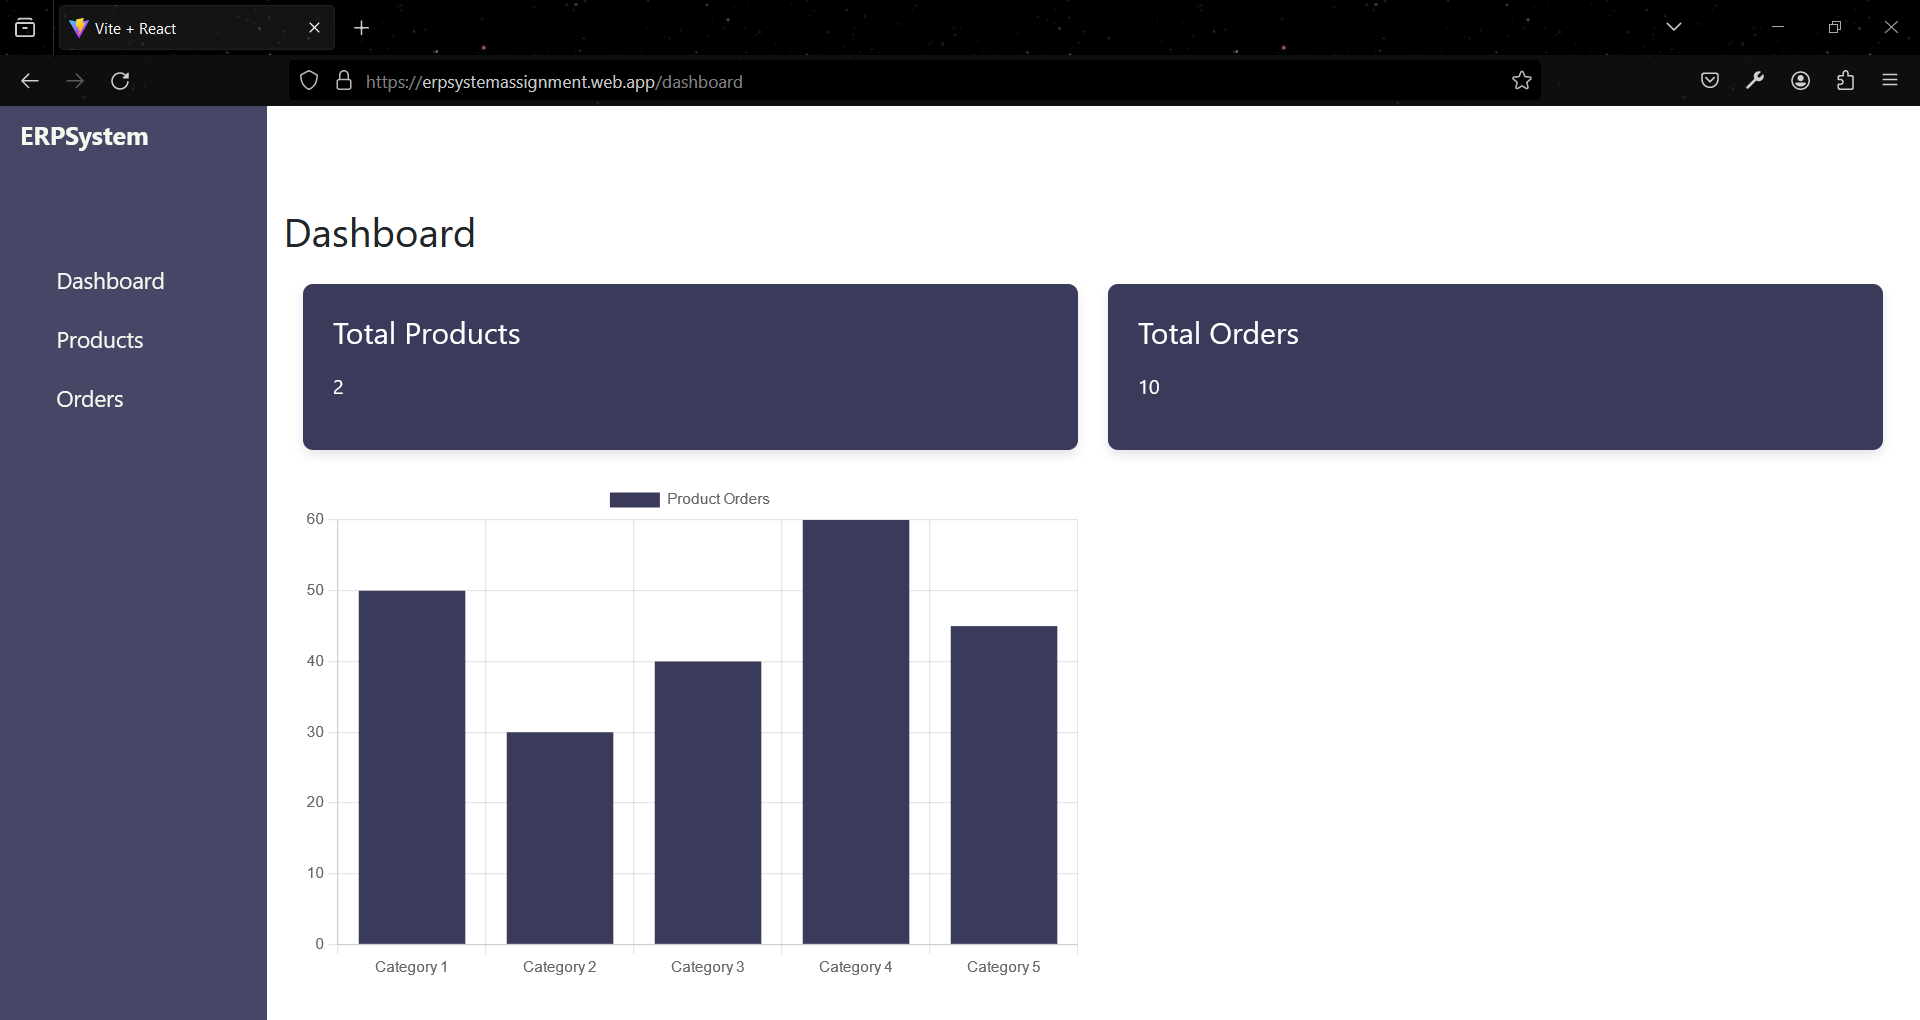 Vite + React
https://erpsystemassignment.web.app/dashboard
ERPSystem
Dashboard
Products
Orders
Dashboard
Total Products
2
Total Orders
10
Product Orders
60
50
40
30
20
10
0
Category 1
Category 2
Category 3
Category 4
Category 5